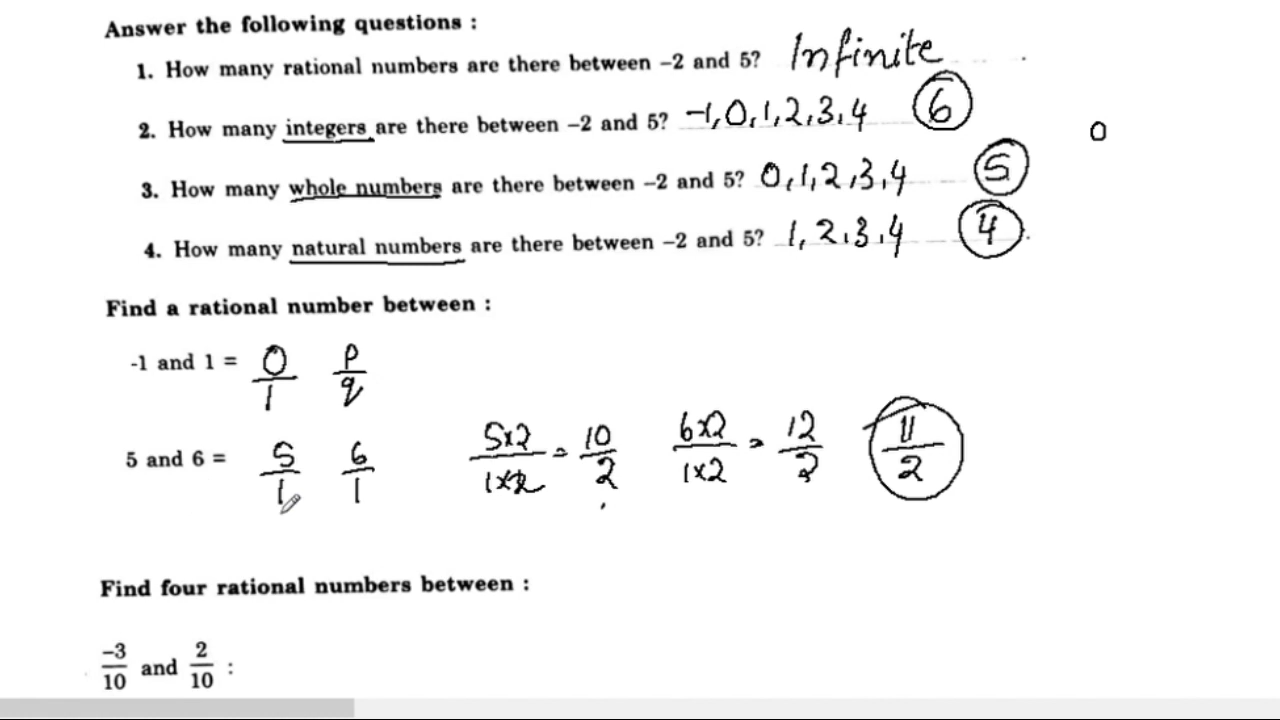 Answer the following questions :
1. How many rational numbers are there between –2 and 5? Infinite
2. How many integers are there between –2 and 5? -1,0,1,2,3,4 6
0
3. How many whole numbers are there between –2 and 5? 0,1,2,3,4 5
4. How many natural numbers are there between –2 and 5? 1,2,3,4 4
Find a rational number between :
-1 and 1 = 0/1 p/q
5 and 6 = 5/1 6/1 5×2/1×2 = 10/2 6×2/1×2 = 12/2 11/2
Find four rational numbers between :
–3/10 and 2/10 :